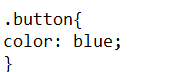 .button{
color: blue;
}